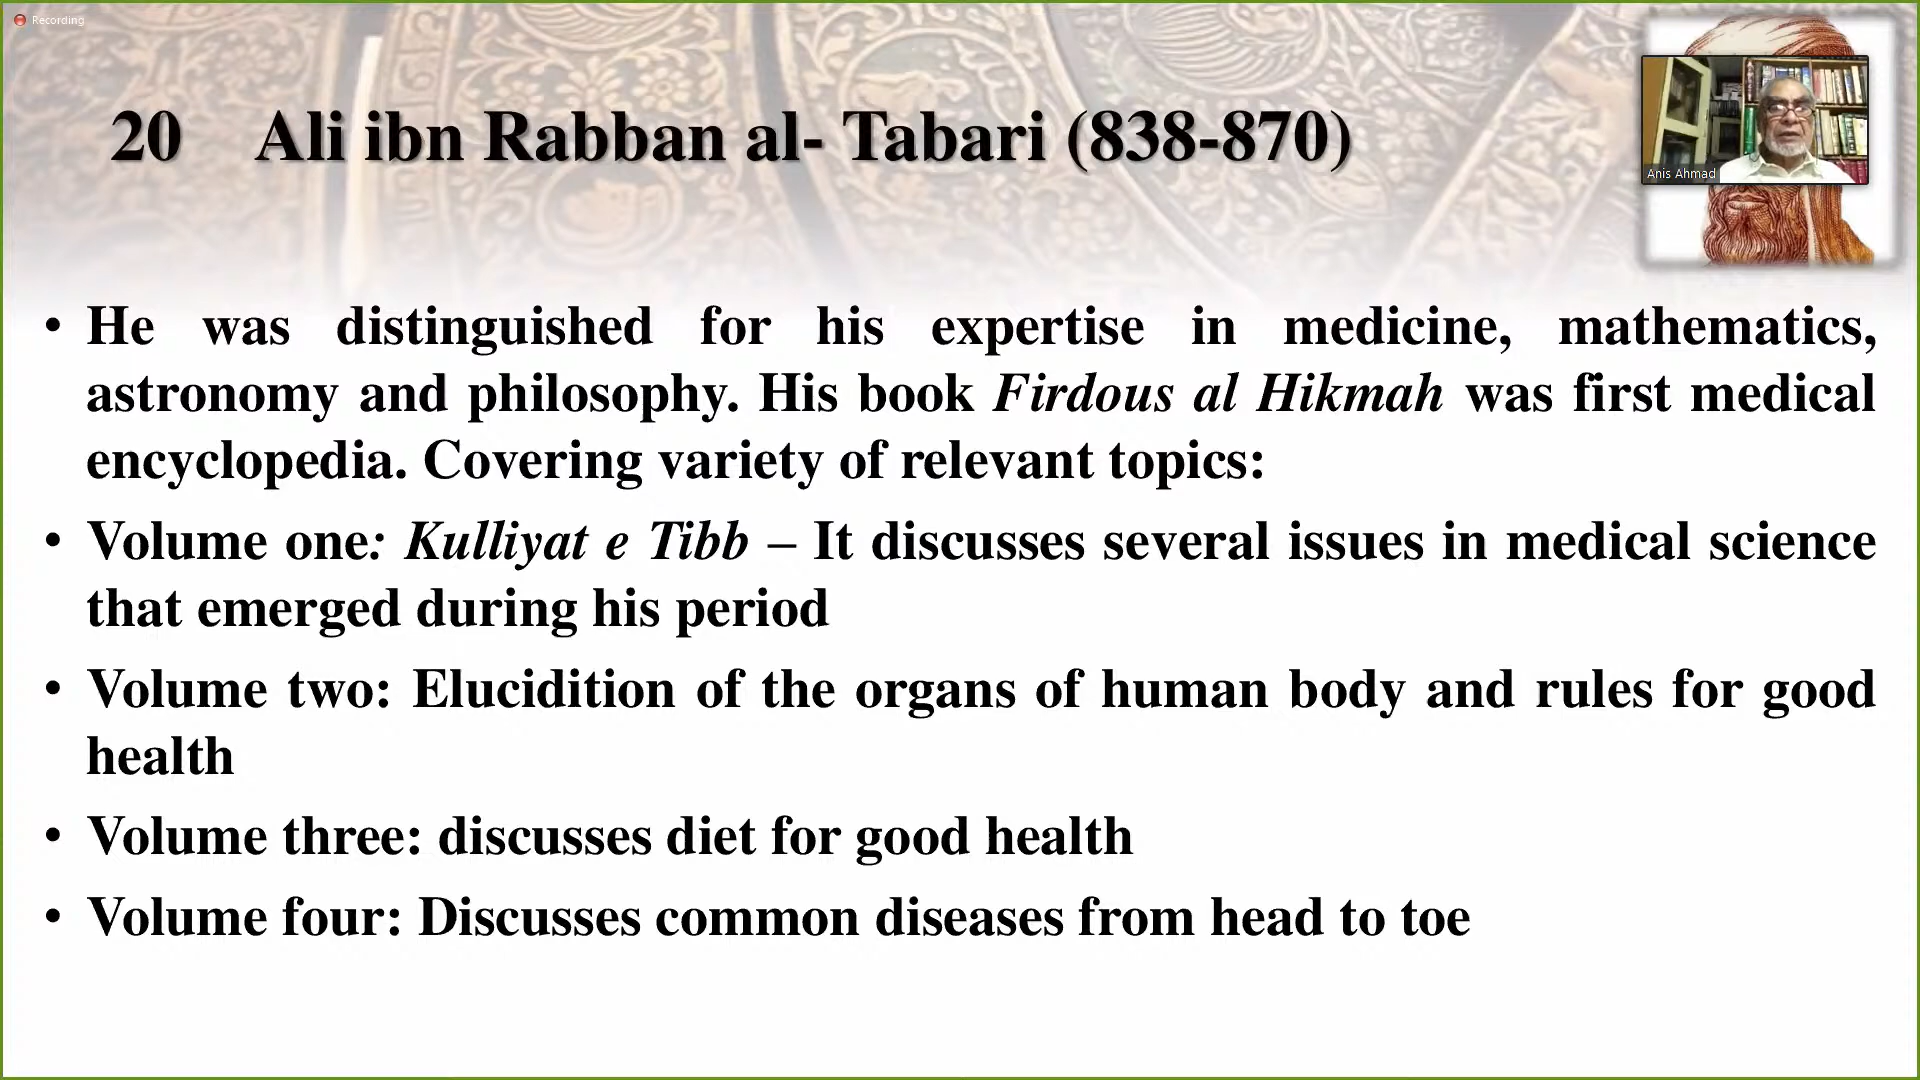 Recording
20 Ali ibn Rabban al- Tabari (838-870)
Anis Ahmad
• He was distinguished for his expertise in medicine, mathematics,
astronomy and philosophy. His book Firdous al Hikmah was first medical
encyclopedia. Covering variety of relevant topics:
• Volume one: Kulliyat e Tibb – It discusses several issues in medical science
that emerged during his period
• Volume two: Elucidition of the organs of human body and rules for good
health
• Volume three: discusses diet for good health
• Volume four: Discusses common diseases from head to toe